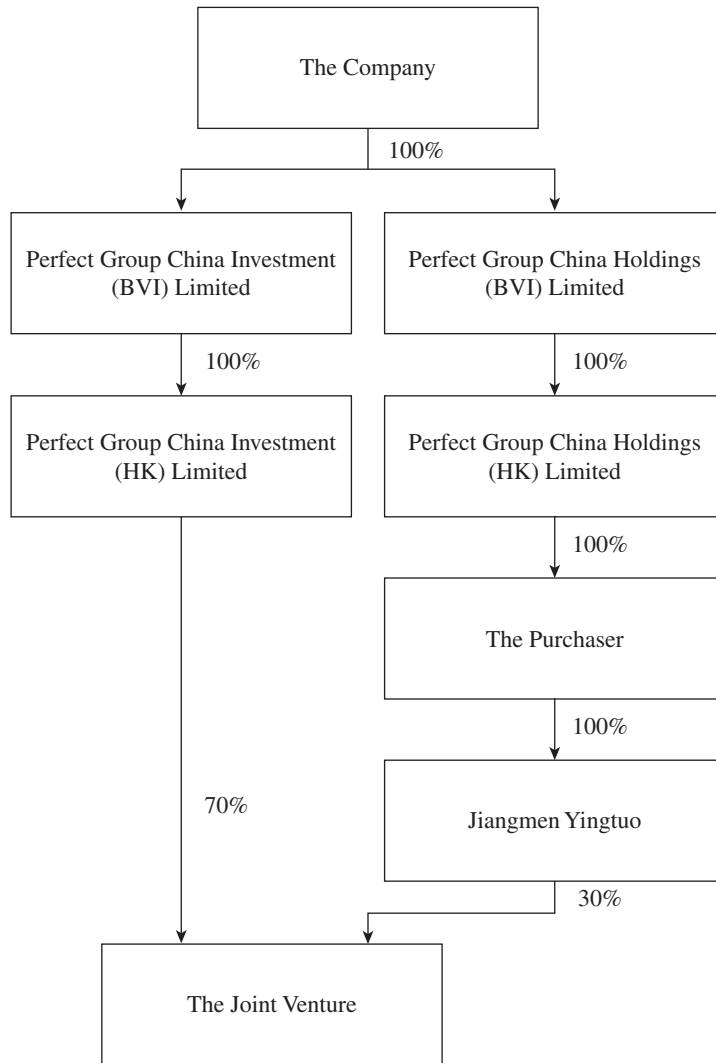 The Company
100%
Perfect Group China Investment
(BVI) Limited
Perfect Group China Holdings
(BVI) Limited
100%
100%
Perfect Group China Investment
(HK) Limited
Perfect Group China Holdings
(HK) Limited
100%
The Purchaser
100%
70%
Jiangmen Yingtuo
30%
The Joint Venture